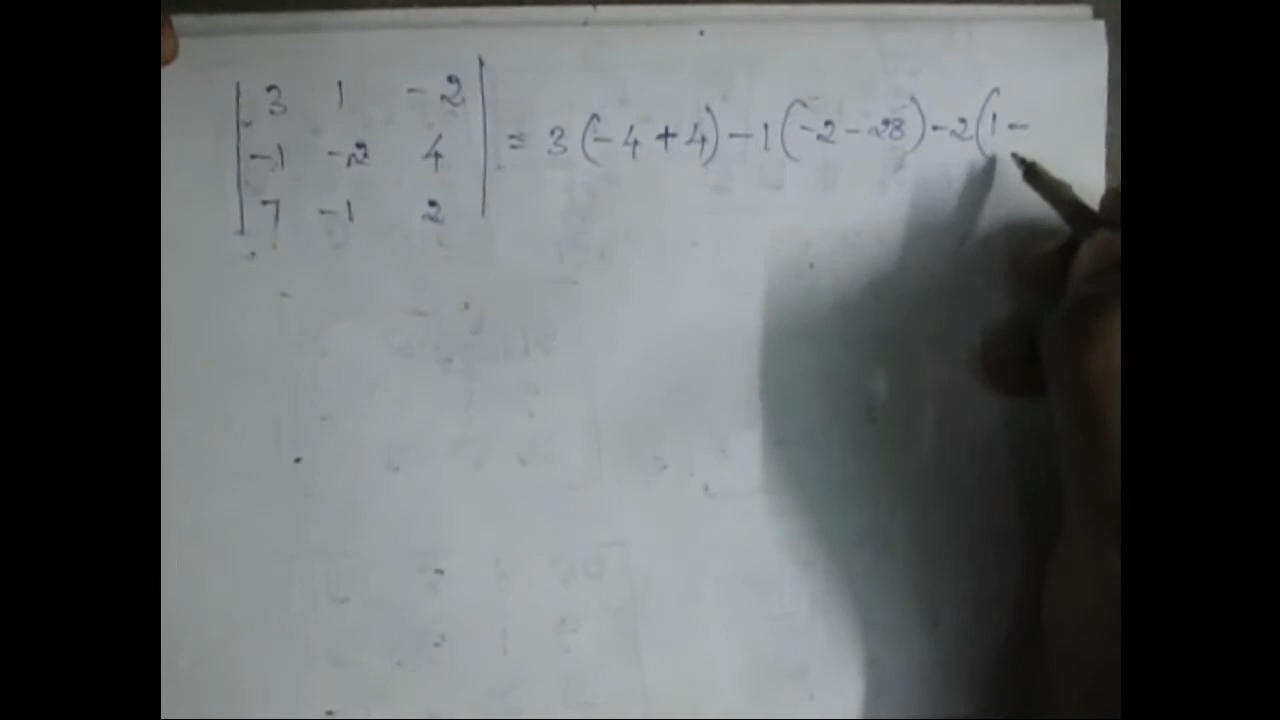 | 3 1 -2 |
| -1 -2 4 | = 3 (-4 + 4) - 1 (-2 - 28) - 2 (1 -
| 7 -1 2 |